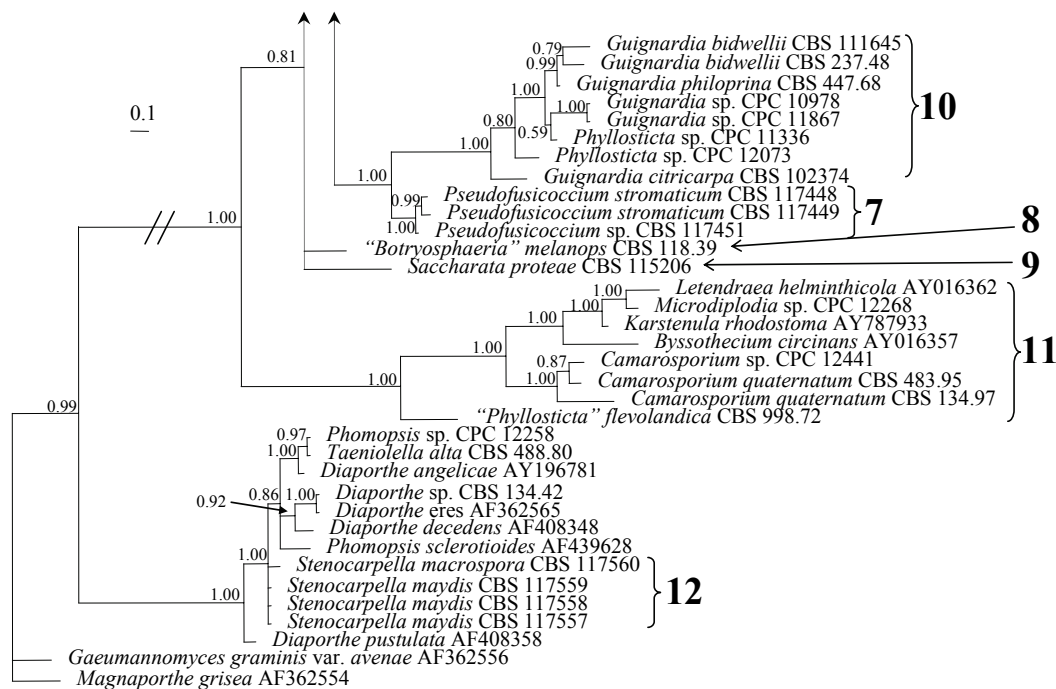 0.79
Guignardia bidwellii CBS 111645
0.99
Guignardia bidwellii CBS 237.48
0.81
Guignardia philoprina CBS 447.68
1.00
1.00
Guignardia sp. CPC 10978
10
0.1
Guignardia sp. CPC 11867
0.80
0.59
Phyllosticta sp. CPC 11336
1.00
Phyllosticta sp. CPC 12073
1.00
Guignardia citricarpa CBS 102374
0.99
Pseudofusicoccium stromaticum CBS 117448
Pseudofusicoccium stromaticum CBS 117449
7
8
1.00
1.00
Pseudofusicoccium sp. CBS 117451
“Botryosphaeria” melanops CBS 118.39
Saccharata proteae CBS 115206
9
1.00
Letendraea helminthicola AY016362
1.00
Microdiplodia sp. CPC 12268
1.00
Karstenula rhodostoma AY787933
1.00
Byssothecium circinans AY016357
11
0.87
Camarosporium sp. CPC 12441
1.00
1.00
Camarosporium quaternatum CBS 483.95
Camarosporium quaternatum CBS 134.97
0.99
“Phyllosticta” flevolandica CBS 998.72
0.97
Phomopsis sp. CPC 12258
1.00
Taeniolella alta CBS 488.80
Diaporthe angelicae AY196781
0.92
0.86
1.00
Diaporthe sp. CBS 134.42
Diaporthe eres AF362565
Diaporthe decedens AF408348
1.00
Phomopsis sclerotioides AF439628
Stenocarpella macrospora CBS 117560
Stenocarpella maydis CBS 117559
12
1.00
Stenocarpella maydis CBS 117558
Stenocarpella maydis CBS 117557
Diaporthe pustulata AF408358
Gaeumannomyces graminis var. avenae AF362556
Magnaporthe grisea AF362554